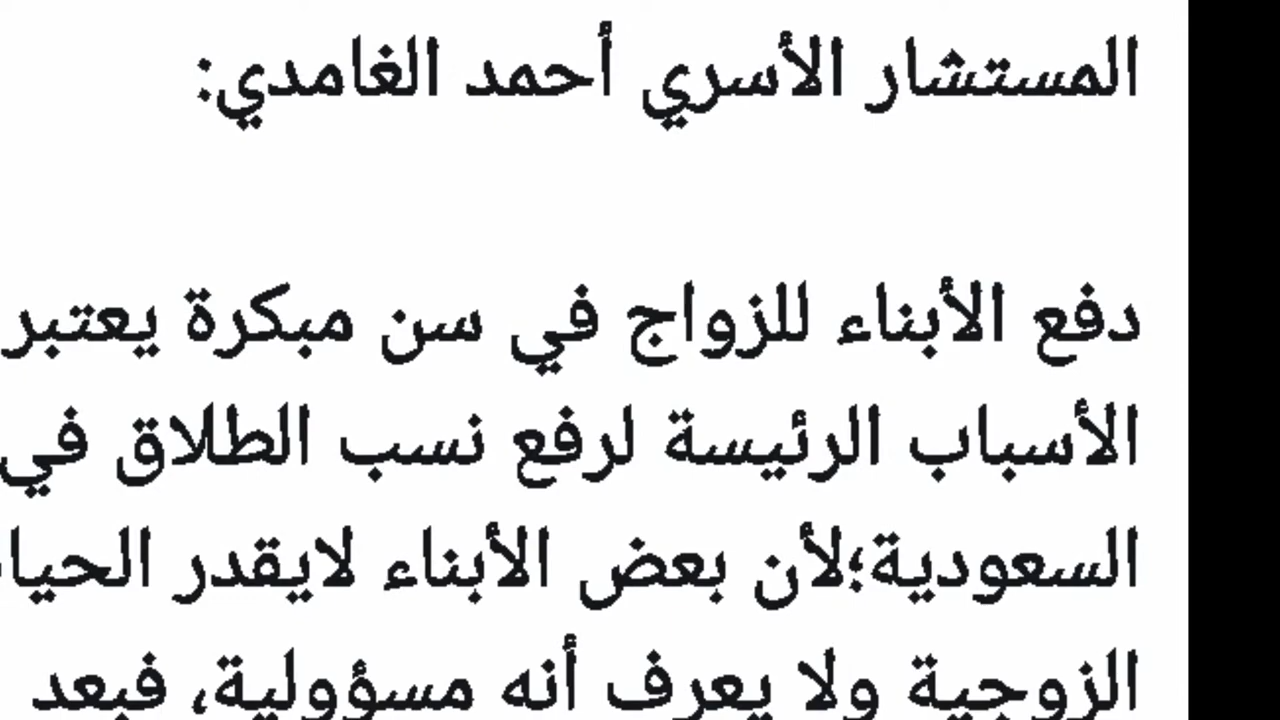 المستشار الأسري أحمد الغامدي:
دفع الأبناء للزواج في سن مبكرة يعتبر
الأسباب الرئيسة لرفع نسب الطلاق في
السعودية؛لأن بعض الأبناء لايقدر
الزوجية ولا يعرف أنه مسؤولية، فبعد